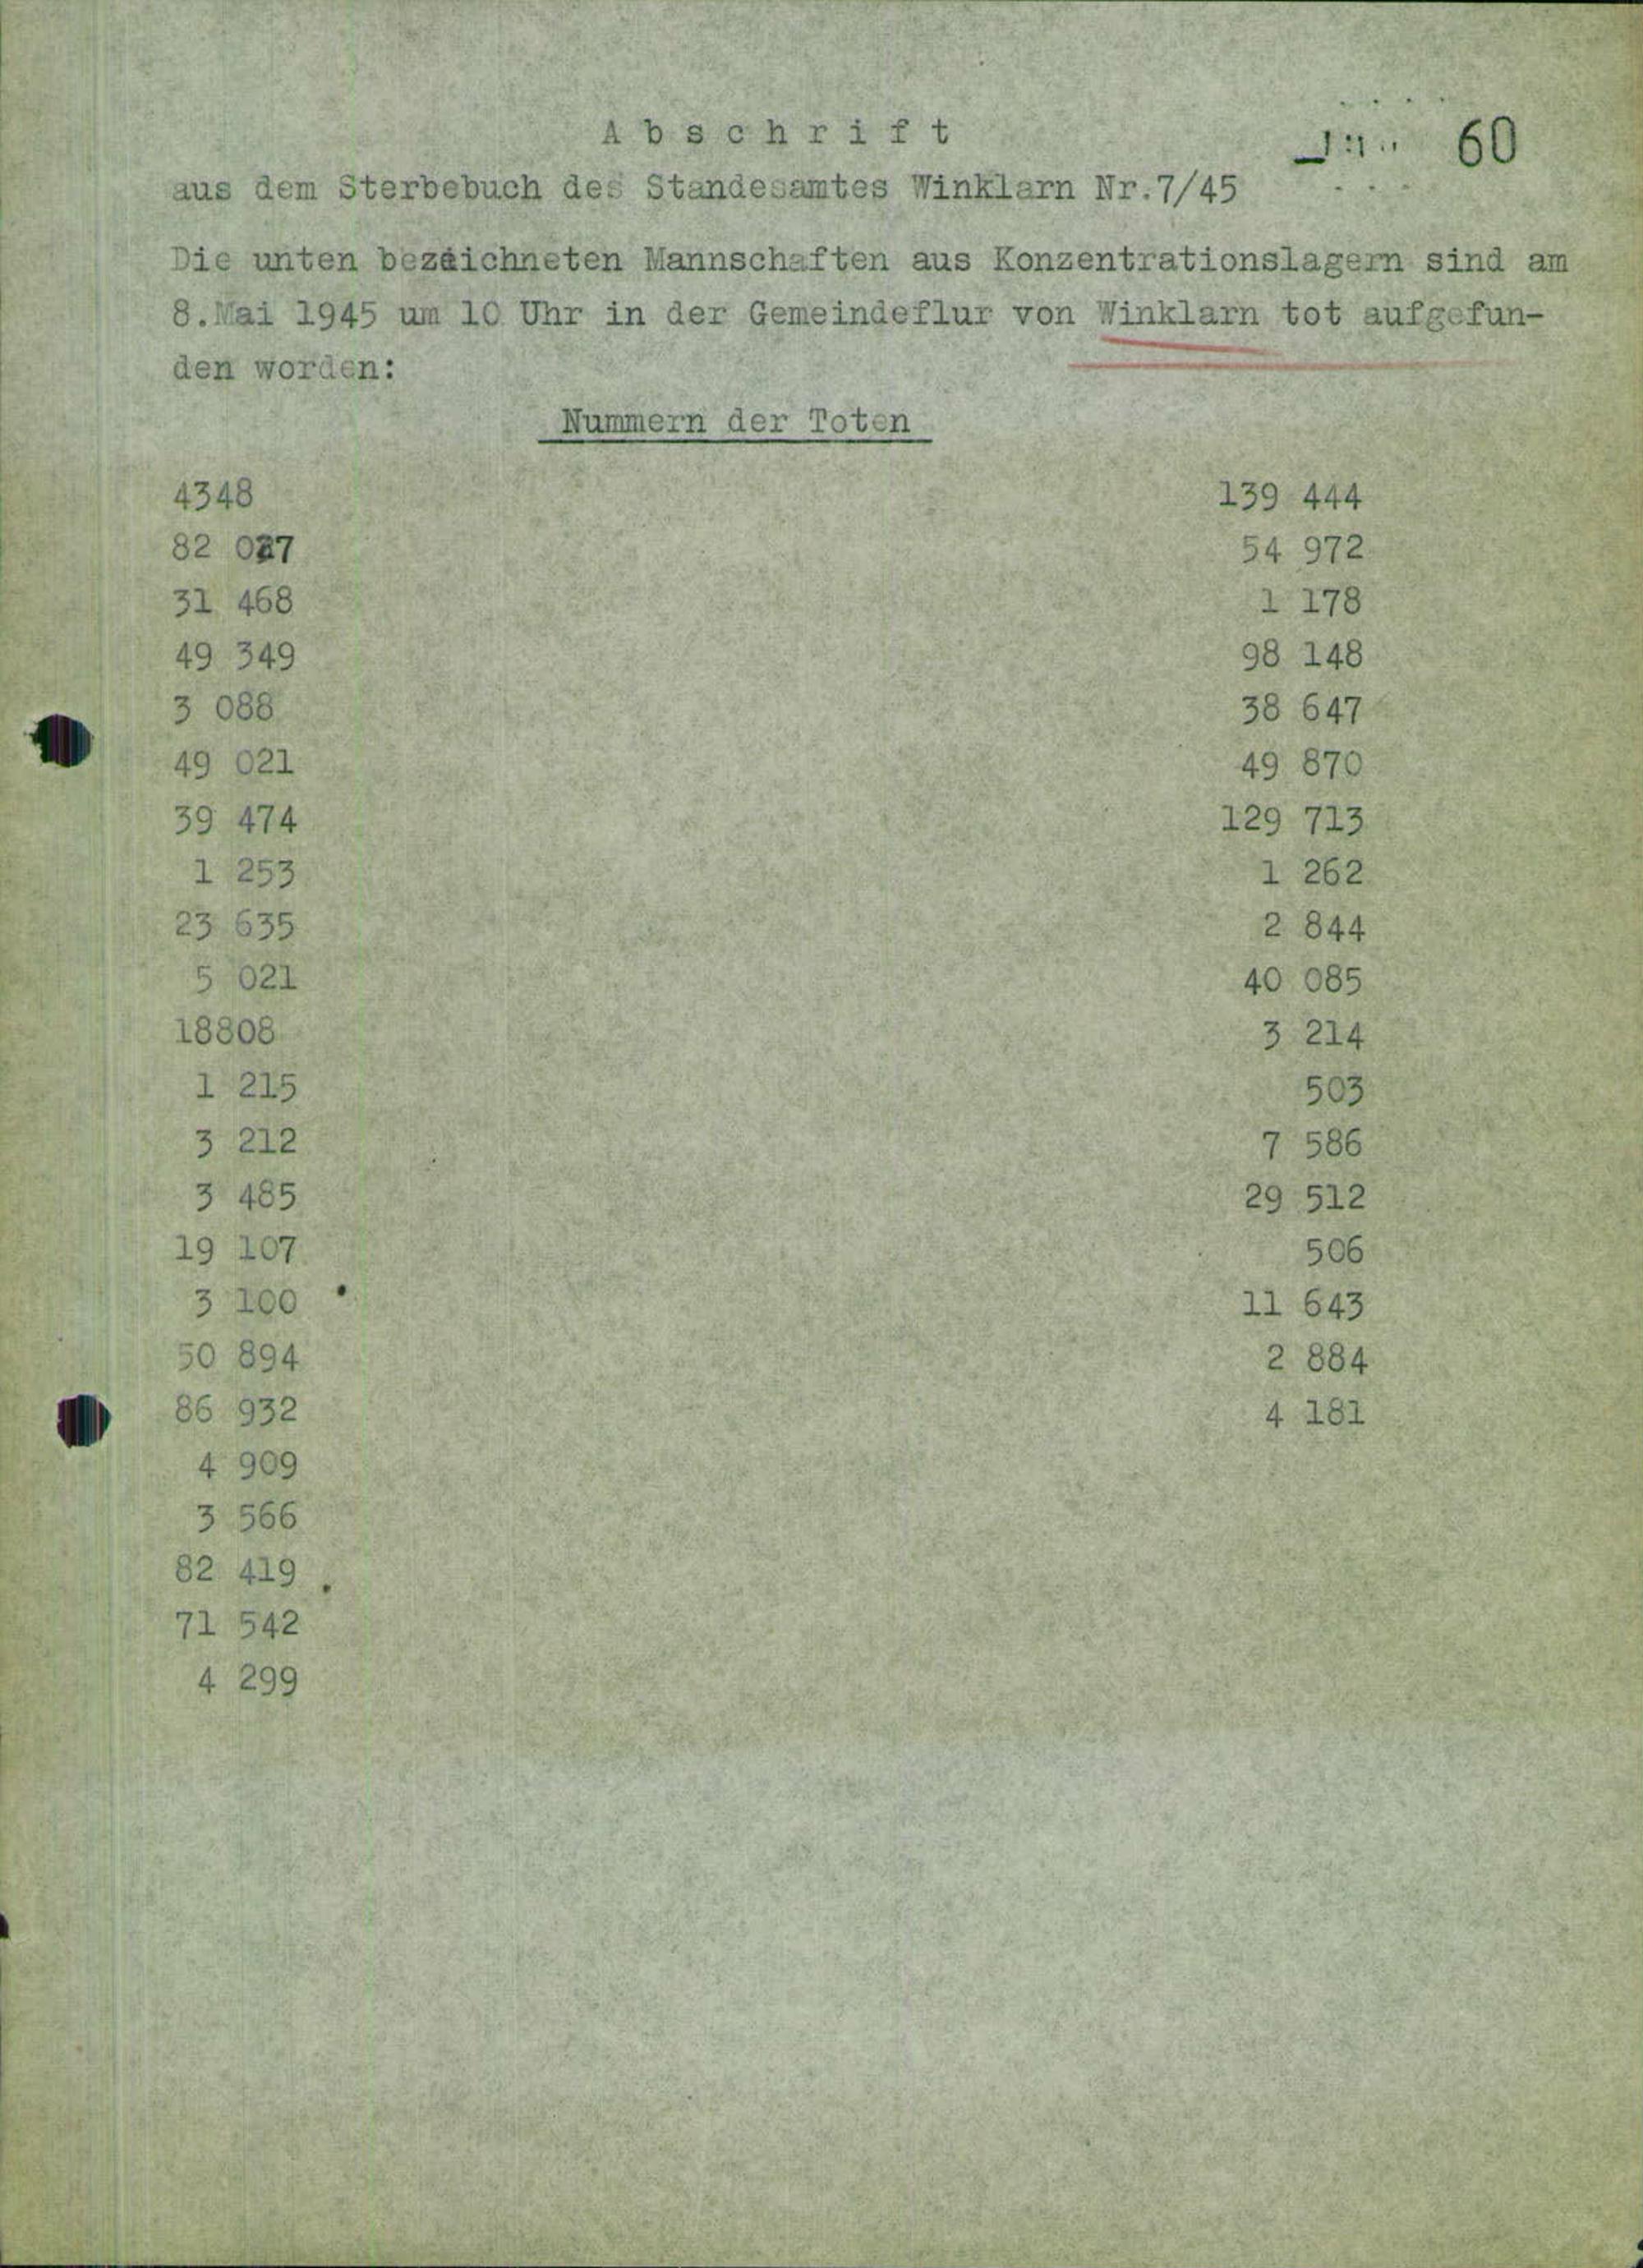 A b s c h r i f t
60
aus dem Sterbebuch des Standesamtes Winklarn Nr.7/45
Die unten bezeichneten Mannschaften aus Konzentrationslagern sind am
8.Mai 1945 um 10 Uhr in der Gemeindeflur von Winklarn tot aufgefun-
den worden:
Nummern der Toten
4348 139 444
82 54 972
31 468 1 178
49 349 98 148
3 088 38 647
49 021 49 870
39 474 129 713
1 253 1 262
23 635 2 844
5 021 40 085
18808 3 214
1 215 503
3 212 7 586
3 485 29 512
19 107 506
3 100 11 643
50 894 2 884
86 932 4 181
4 909
3 566
82 419
71 542
4 299